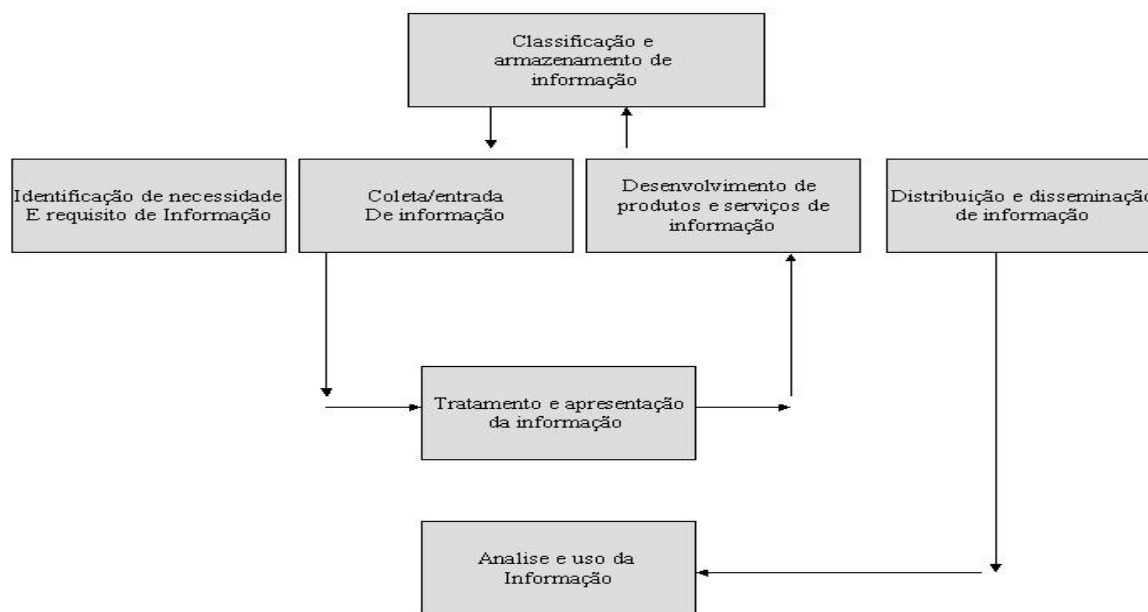 Classificação e
armazenamento de
informação
Identificação de necessidade
E requisito de Informação
Coleta/entrada
De informação
Desenvolvimento de
produtos e serviços de
informação
Distribuição e disseminação
de informação
Tratamento e apresentação
da informação
Analise e uso da
Informação